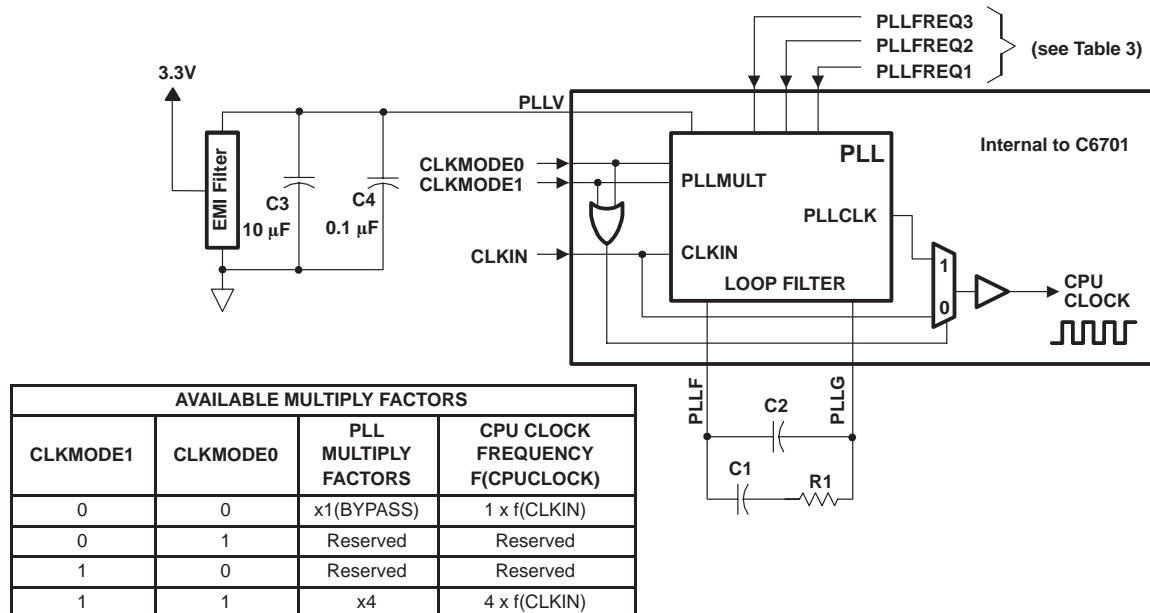 PLLFREQ3
PLLFREQ2
PLLFREQ1
(see Table 3)
3.3V
PLLV
EMI Filter
C3
10 µF
C4
0.1 µF
Internal to C6701
PLL
CLKMODE0
CLKMODE1
PLLMULT
PLLCLK
CLKIN
CLKIN
LOOP FILTER
1
0
CPU
CLOCK
PLLF
PLLG
C2
C1
R1
AVAILABLE MULTIPLY FACTORS
CLKMODE1 CLKMODE0 PLL MULTIPLY FACTORS CPU CLOCK FREQUENCY F(CPUCLOCK)
0 0 x1(BYPASS) 1 x f(CLKIN)
0 1 Reserved Reserved
1 0 Reserved Reserved
1 1 x4 4 x f(CLKIN)